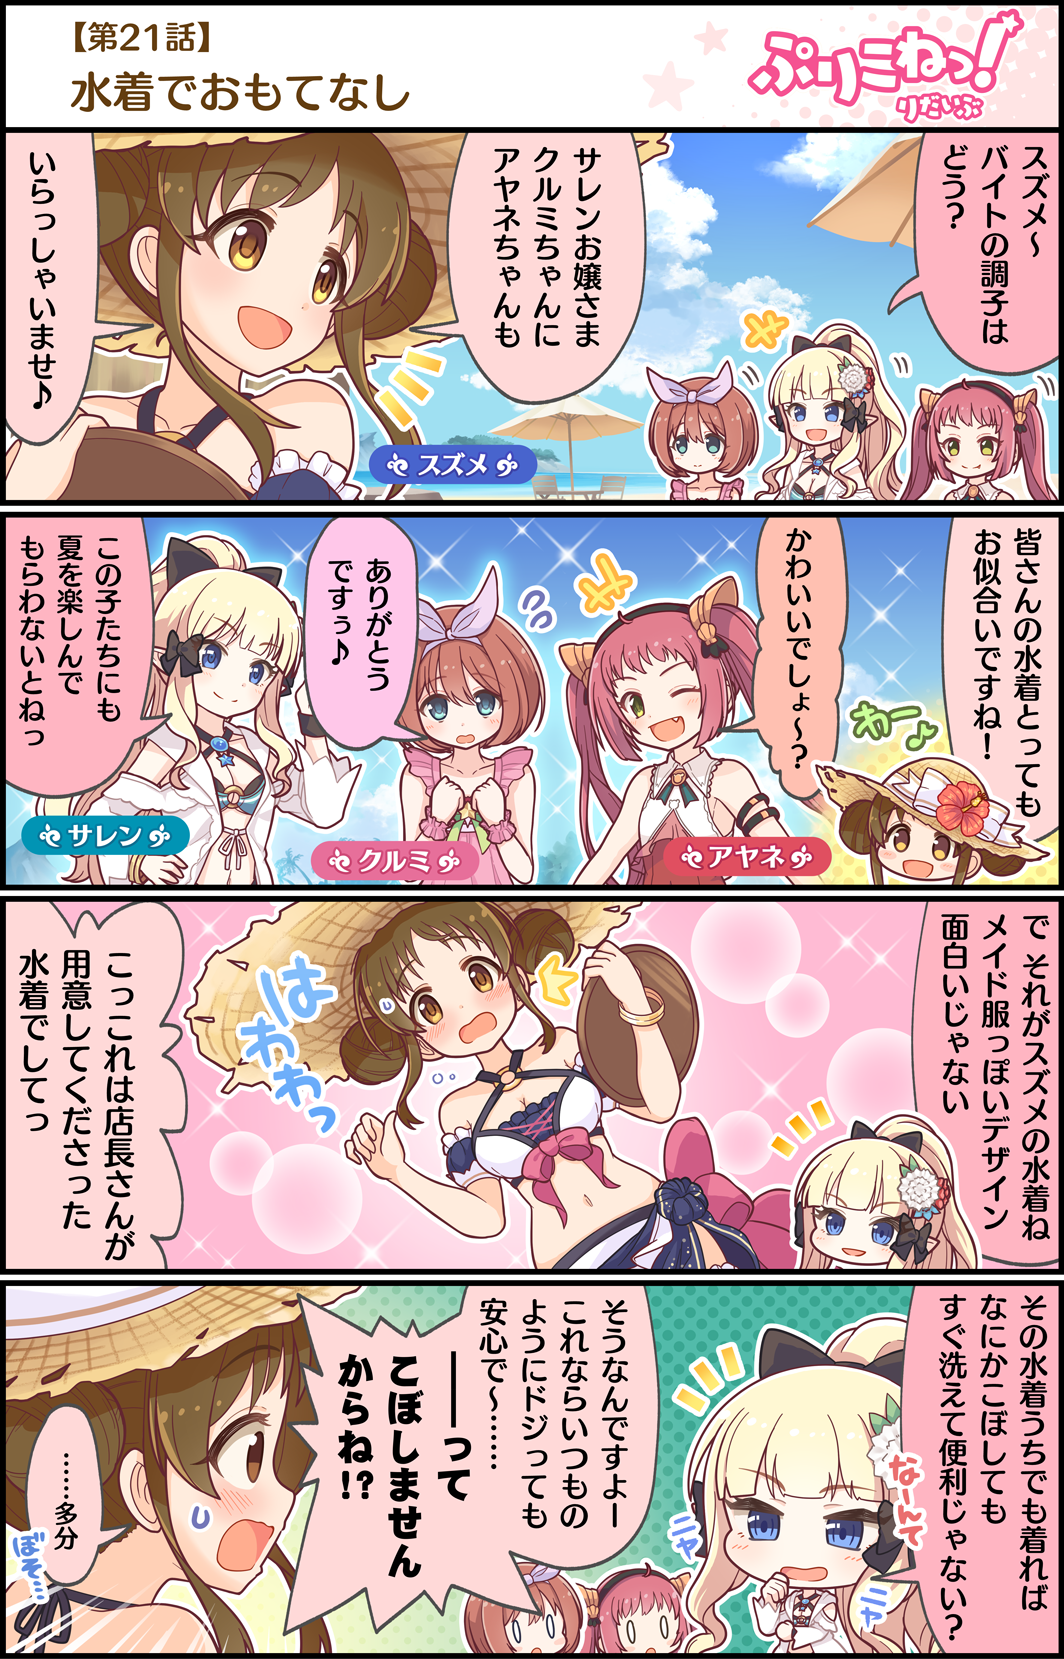 【第21話】
水着でおもてなし
ぷりこねっ!
りだいぶ
スズメ〜
バイトの調子は
どう?
サレンお嬢さま
クルミちゃんに
アヤネちゃんも
いらっしゃいませ♪
スズメ
皆さんの水着とっても
お似合いですね!
わー♪
かわいいでしょ〜?
アヤネ
ありがとう
ですぅ♪
クルミ
この子たちにも
夏を楽しんで
もらわないとねっ
サレン
で それがスズメの水着ね
メイド服っぽいデザイン
面白いじゃない
はわわっ
こっこれは店長さんが
用意してくださった
水着でしてっ
その水着うちでも着れば
なにかこぼしても
すぐ洗えて便利じゃない?
なーんて
ニヤ
ニヤ
そうなんですよー
これならいつもの
ようにドジっても
安心で〜……
――って
こぼしません
からね!?
……多分
ぼそ…